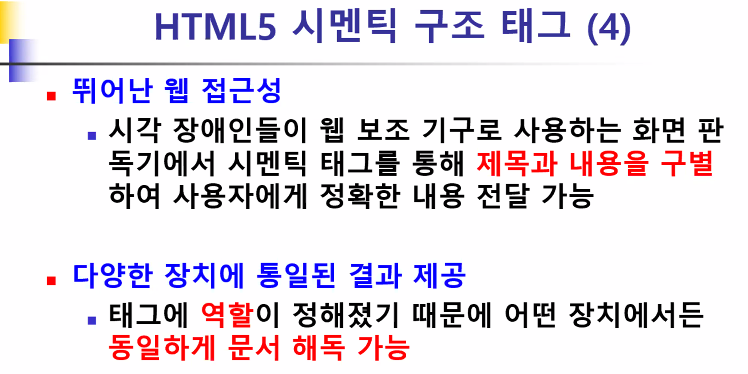 HTML5 시멘틱 구조 태그 (4)
뛰어난 웹 접근성
시각 장애인들이 웹 보조 기구로 사용하는 화면 판
독기에서 시멘틱 태그를 통해 제목과 내용을 구별
하여 사용자에게 정확한 내용 전달 가능
다양한 장치에 통일된 결과 제공
태그에 역할이 정해졌기 때문에 어떤 장치에서든
동일하게 문서 해독 가능